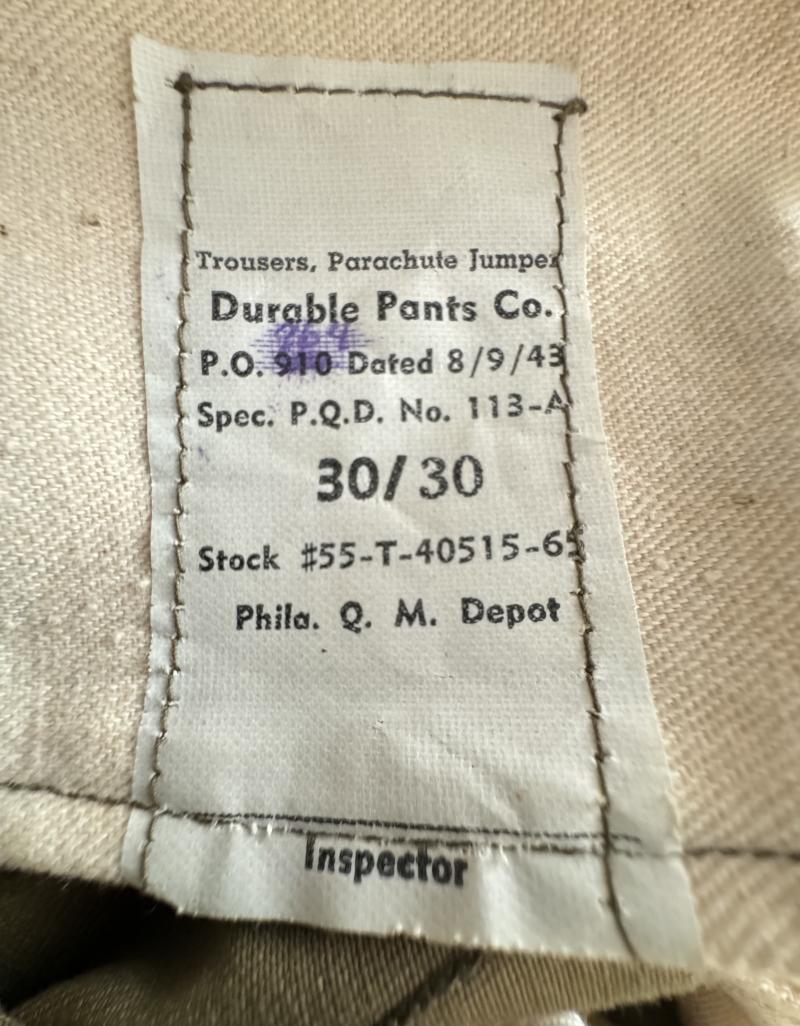 Trousers, Parachute Jumper
Durable Pants Co.
P.O. 910 Dated 8/9/43
Spec. P.Q.D. No. 113-A
30/30
Stock #55-T-40515-65
Phila. Q. M. Depot
Inspector